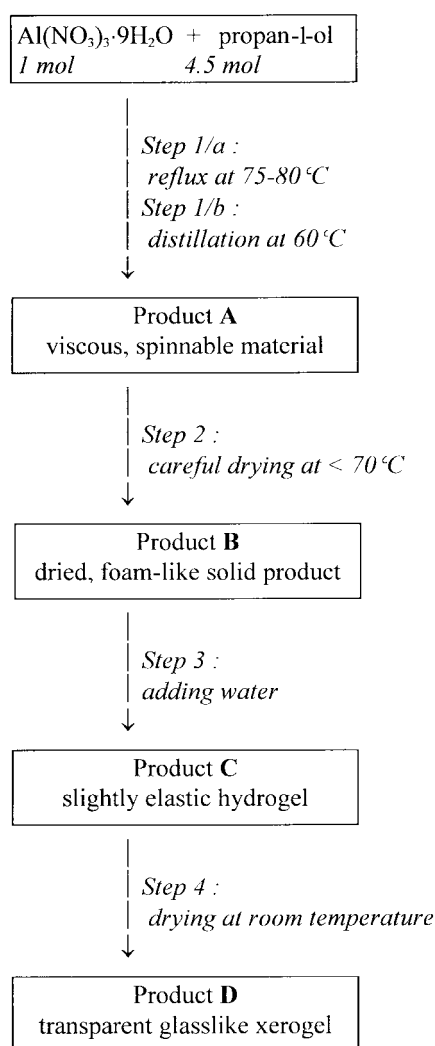 Al(NO₃)₃·9H₂O + propan-l-ol
1 mol 4.5 mol
Step 1/a :
reflux at 75-80 °C
Step 1/b :
distillation at 60 °C
Product A
viscous, spinnable material
Step 2 :
careful drying at < 70 °C
Product B
dried, foam-like solid product
Step 3 :
adding water
Product C
slightly elastic hydrogel
Step 4 :
drying at room temperature
Product D
transparent glasslike xerogel